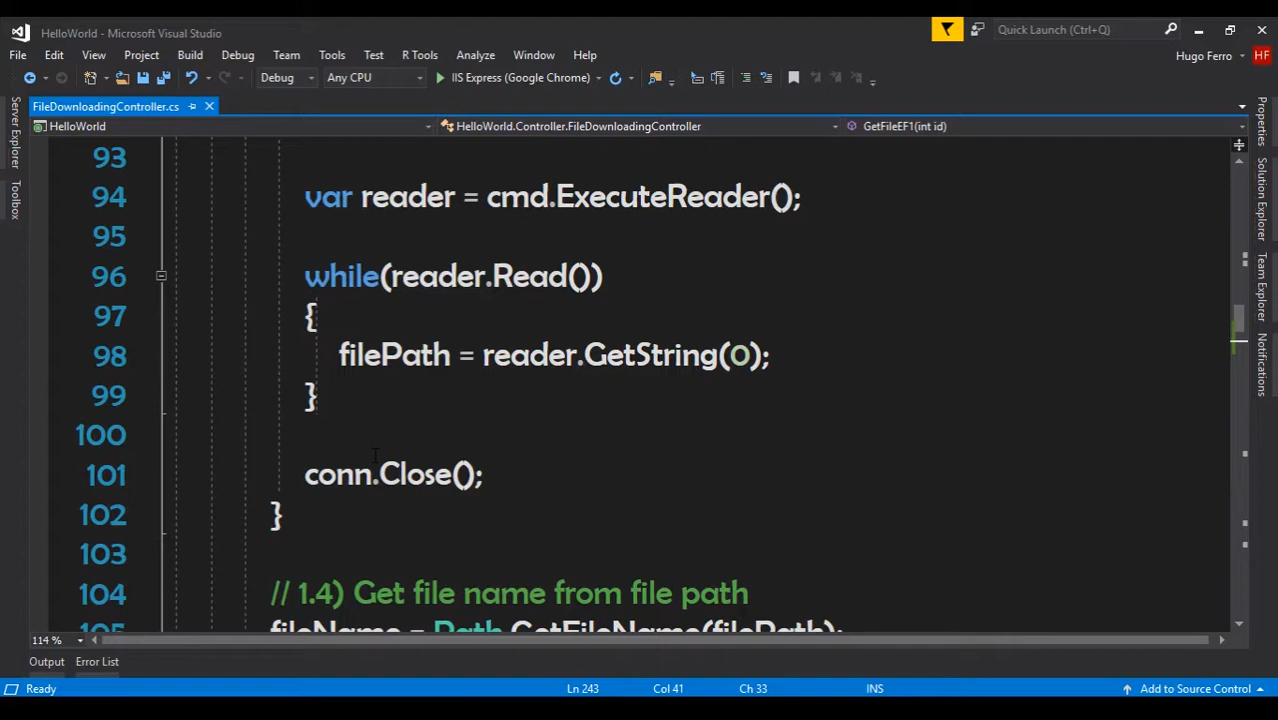 HelloWorld - Microsoft Visual Studio
Quick Launch (Ctrl+Q)
File Edit View Project Build Debug Team Tools Test R Tools Analyze Window Help
Hugo Ferro HF
Debug Any CPU IIS Express (Google Chrome)
FileDownloadingController.cs
HelloWorld HelloWorld.Controller.FileDownloadingController GetFileEF1(int id)
Server Explorer
Toolbox
93
94 var reader = cmd.ExecuteReader();
95
96 while(reader.Read())
97 {
98 filePath = reader.GetString(0);
99 }
100
101 conn.Close();
102 }
103
104 // 1.4) Get file name from file path
105 fileName = Path.GetFileName(filePath);
Properties
Solution Explorer
Team Explorer
Notifications
114 %
Output Error List
Ready Ln 243 Col 41 Ch 33 INS Add to Source Control